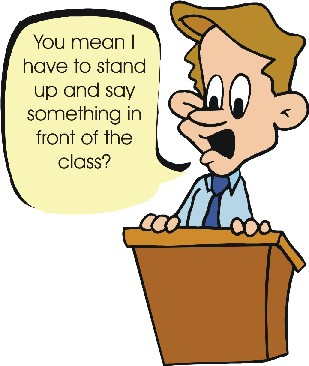 You mean I
have to stand
up and say
something in
front of the
class?